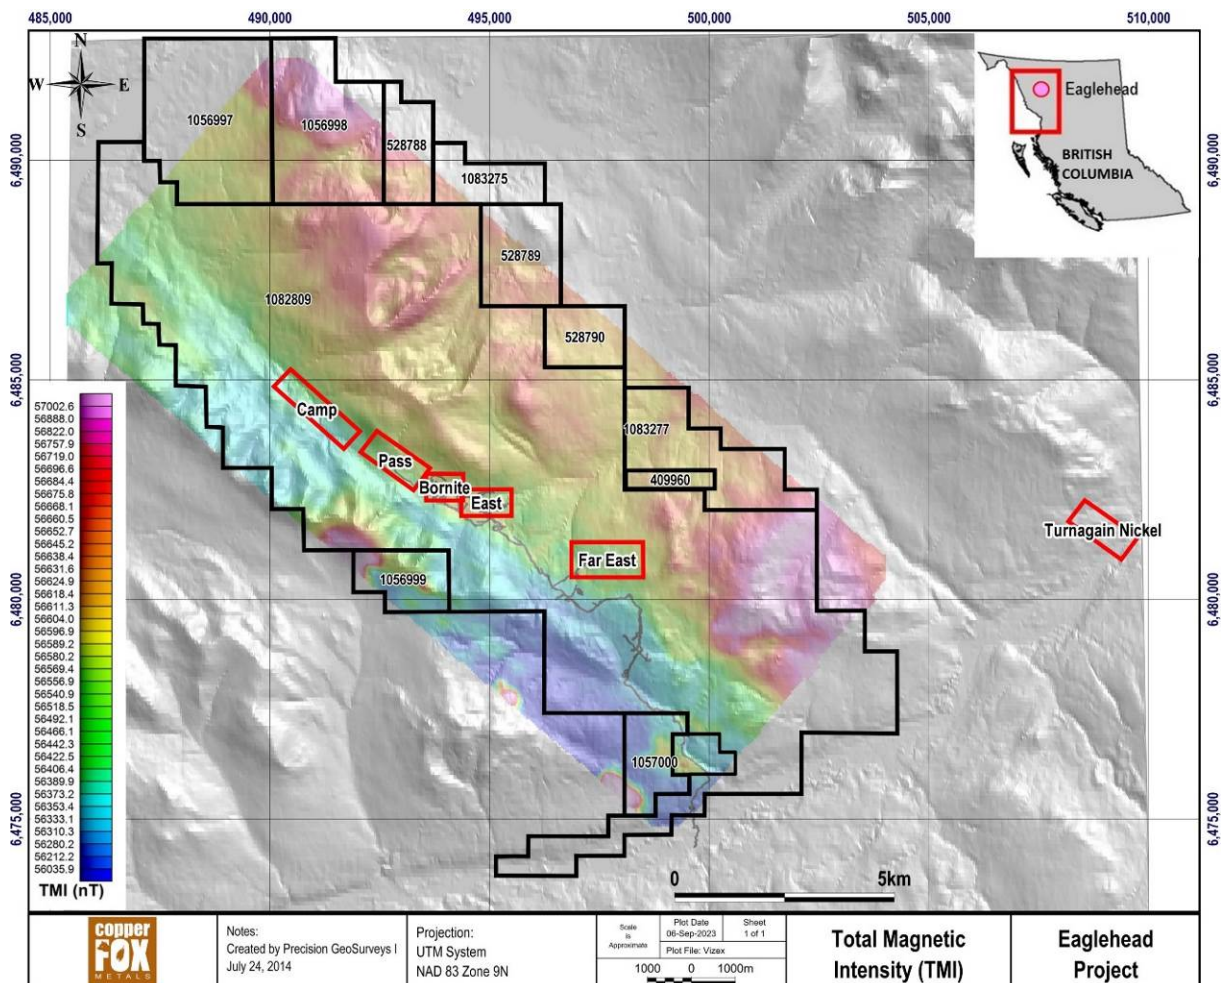 485,000
490,000
495,000
500,000
505,000
510,000
N
W
E
S
Eaglehead
BRITISH
COLUMBIA
6,490,000
6,490,000
1056997
1056998
528788
1083275
528789
1082809
528790
6,485,000
6,485,000
Camp
1083277
Pass
409960
Bornite
East
Turnagain Nickel
Far East
1056999
6,480,000
6,480,000
1057000
6,475,000
6,475,000
57002.6
56888.0
56822.0
56757.9
56719.0
56696.6
56684.4
56675.8
56668.1
56660.5
56652.7
56645.2
56638.4
56631.6
56624.9
56618.4
56611.3
56604.0
56596.9
56589.2
56580.2
56569.4
56556.9
56540.9
56518.5
56492.1
56466.1
56442.3
56422.5
56406.4
56389.9
56373.2
56353.4
56333.1
56310.3
56280.2
56212.2
56035.9
TMI (nT)
0
5km
copper
FOX
METALS
Notes:
Created by Precision GeoSurveys I
July 24, 2014
Projection:
UTM System
NAD 83 Zone 9N
Scale
is
Approximate
Plot Date
06-Sep-2023
Sheet
1 of 1
Plot File: Vizex
1000 0 1000m
Total Magnetic
Intensity (TMI)
Eaglehead
Project